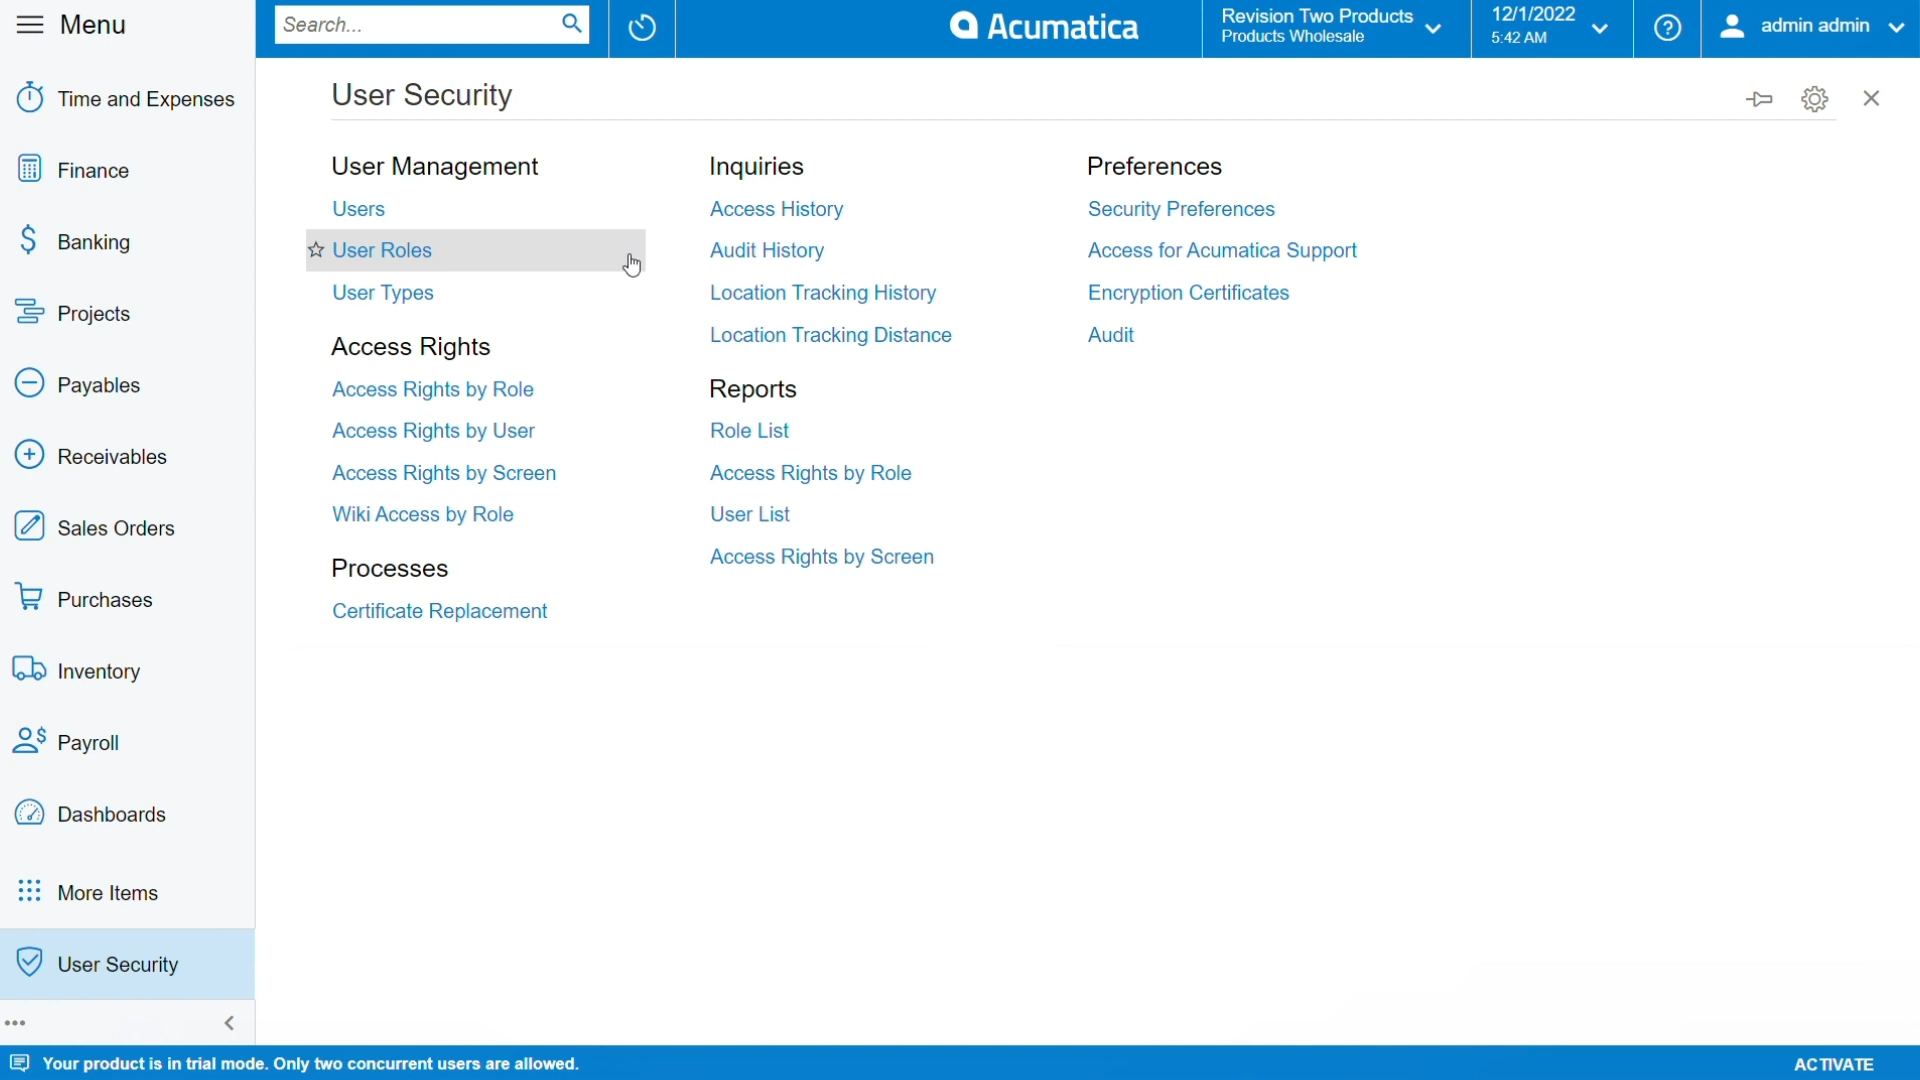 Menu
Search...
Acumatica
Revision Two Products
Products Wholesale
12/1/2022
5:42 AM
admin admin
Time and Expenses
Finance
Banking
Projects
Payables
Receivables
Sales Orders
Purchases
Inventory
Payroll
Dashboards
More Items
User Security
User Security
User Management
Users
User Roles
User Types
Access Rights
Access Rights by Role
Access Rights by User
Access Rights by Screen
Wiki Access by Role
Processes
Certificate Replacement
Inquiries
Access History
Audit History
Location Tracking History
Location Tracking Distance
Reports
Role List
Access Rights by Role
User List
Access Rights by Screen
Preferences
Security Preferences
Access for Acumatica Support
Encryption Certificates
Audit
Your product is in trial mode. Only two concurrent users are allowed.
ACTIVATE